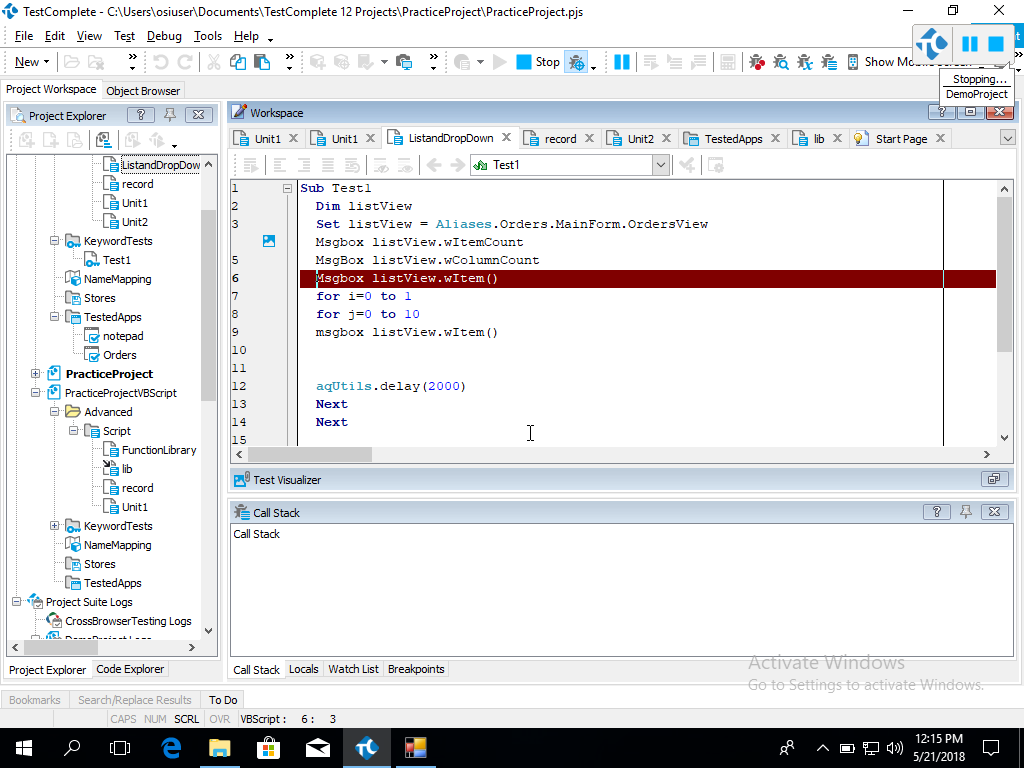 TestComplete - C:\Users\osiuser\Documents\TestComplete 12 Projects\PracticeProject\PracticeProject.pjs
File Edit View Test Debug Tools Help
New Stop Show Mo
Stopping...
DemoProject
Project Workspace Object Browser
Project Explorer
Workspace
Unit1 Unit1 ListandDropDown record Unit2 TestedApps lib Start Page
Test1
ListandDropDow
record
Unit1
Unit2
KeywordTests
Test1
NameMapping
Stores
TestedApps
notepad
Orders
PracticeProject
PracticeProjectVBScript
Advanced
Script
FunctionLibrary
lib
record
Unit1
KeywordTests
NameMapping
Stores
TestedApps
Project Suite Logs
CrossBrowserTesting Logs
DemoProject Logs
Project Explorer Code Explorer
1 Sub Test1
2 Dim listView
3 Set listView = Aliases.Orders.MainForm.OrdersView
Msgbox listView.wItemCount
5 MsgBox listView.wColumnCount
6 Msgbox listView.wItem()
7 for i=0 to 1
8 for j=0 to 10
9 msgbox listView.wItem()
10
11
12 aqUtils.delay(2000)
13 Next
14 Next
15
Test Visualizer
Call Stack
Call Stack
Call Stack Locals Watch List Breakpoints
Activate Windows
Go to Settings to activate Windows.
Bookmarks Search/Replace Results To Do
CAPS NUM SCRL OVR VBScript : 6 : 3
12:15 PM
5/21/2018